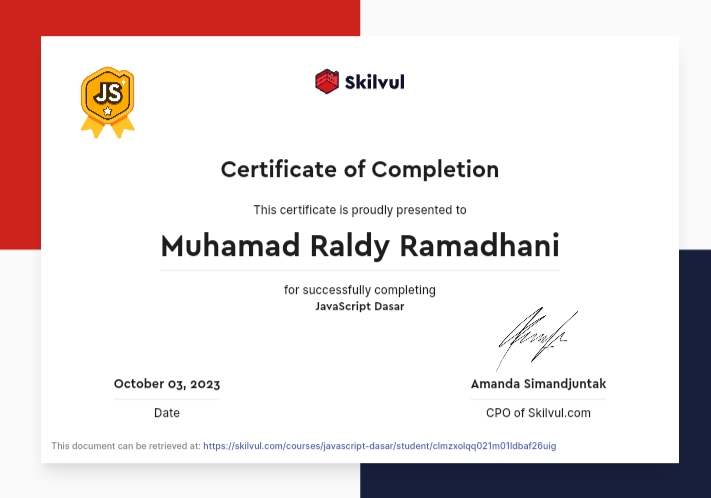 JS
Skilvul
Certificate of Completion
This certificate is proudly presented to
Muhamad Raldy Ramadhani
for successfully completing
JavaScript Dasar
October 03, 2023
Date
Amanda Simandjuntak
CPO of Skilvul.com
This document can be retrieved at: https://skilvul.com/courses/javascript-dasar/student/clmzxolqq021m01ldbaf26uig